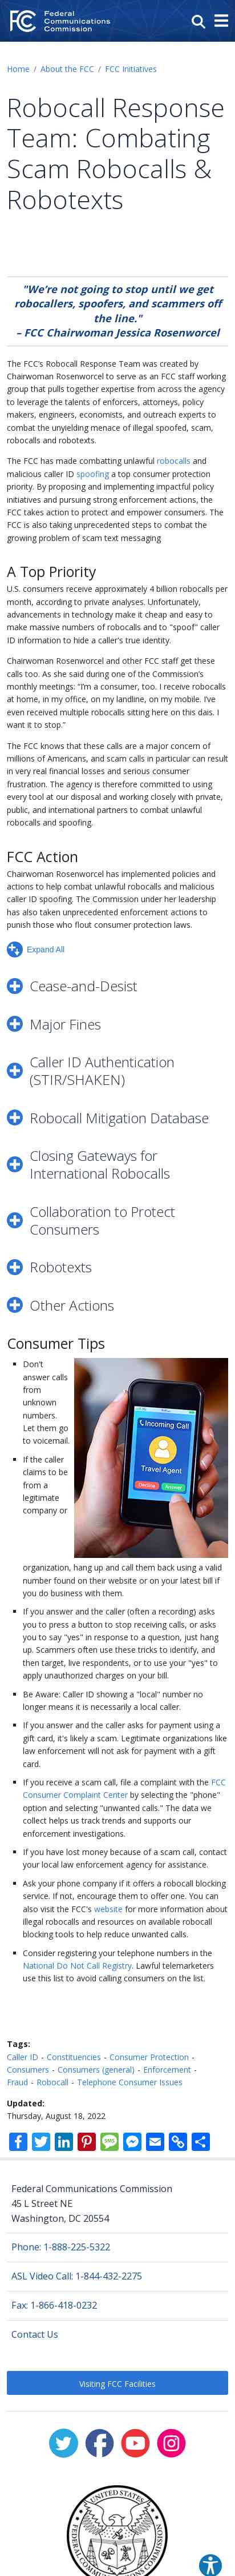 FC Federal
Communications
Commission
Home / About the FCC / FCC Initiatives
Robocall Response
Team: Combating
Scam Robocalls &
Robotexts
"We’re not going to stop until we get
robocallers, spoofers, and scammers off
the line."
– FCC Chairwoman Jessica Rosenworcel
The FCC’s Robocall Response Team was created by
Chairwoman Rosenworcel to serve as an FCC staff working
group that pulls together expertise from across the agency
to leverage the talents of enforcers, attorneys, policy
makers, engineers, economists, and outreach experts to
combat the unyielding menace of illegal spoofed, scam,
robocalls and robotexts.
The FCC has made combatting unlawful robocalls and
malicious caller ID spoofing a top consumer protection
priority. By proposing and implementing impactful policy
initiatives and pursuing strong enforcement actions, the
FCC takes action to protect and empower consumers. The
FCC is also taking unprecedented steps to combat the
growing problem of scam text messaging
A Top Priority
U.S. consumers receive approximately 4 billion robocalls per
month, according to private analyses. Unfortunately,
advancements in technology make it cheap and easy to
make massive numbers of robocalls and to "spoof" caller
ID information to hide a caller's true identity.
Chairwoman Rosenworcel and other FCC staff get these
calls too. As she said during one of the Commission’s
monthly meetings: “I’m a consumer, too. I receive robocalls
at home, in my office, on my landline, on my mobile. I’ve
even received multiple robocalls sitting here on this dais. I
want it to stop.”
The FCC knows that these scam calls are a major concern of
millions of Americans, and scam calls in particular can result
in very real financial losses and serious consumer
frustration. The agency is therefore committed to using
every tool at our disposal and working closely with private,
public, and international partners to combat unlawful
robocalls and spoofing.
FCC Action
Chairwoman Rosenworcel has implemented policies and
actions to help combat unlawful robocalls and malicious
caller ID spoofing. The Commission under her leadership
has also taken unprecedented enforcement actions to
punish those who flout consumer protection laws.
Expand All
Cease-and-Desist
Major Fines
Caller ID Authentication
(STIR/SHAKEN)
Robocall Mitigation Database
Closing Gateways for
International Robocalls
Collaboration to Protect
Consumers
Robotexts
Other Actions
Consumer Tips
Don't
answer calls
from
unknown
numbers.
Let them go
to voicemail.
Incoming
Call
Travel
Agent
Decline
Answer
If the caller
claims to be
from a
legitimate
company or
organization, hang up and call them back using a valid
number found on their website or on your latest bill if
you do business with them.
If you answer and the caller (often a recording) asks
you to press a button to stop receiving calls, or asks
you to say "yes" in response to a question, just hang
up. Scammers often use these tricks to identify, and
then target, live respondents, or to use your "yes" to
apply unauthorized charges on your bill.
Be Aware: Caller ID showing a "local" number no
longer means it is necessarily a local caller.
If you answer and the caller asks for payment using a
gift card, it's likely a scam. Legitimate organizations like
law enforcement will not ask for payment with a gift
card.
If you receive a scam call, file a complaint with the FCC
Consumer Complaint Center by selecting the "phone"
option and selecting "unwanted calls." The data we
collect helps us track trends and supports our
enforcement investigations.
If you have lost money because of a scam call, contact
your local law enforcement agency for assistance.
Ask your phone company if it offers a robocall blocking
service. If not, encourage them to offer one. You can
also visit the FCC's website for more information about
illegal robocalls and resources on available robocall
blocking tools to help reduce unwanted calls.
Consider registering your telephone numbers in the
National Do Not Call Registry. Lawful telemarketers
use this list to avoid calling consumers on the list.
Tags:
Caller ID - Constituencies - Consumer Protection -
Consumers - Consumers (general) - Enforcement -
Fraud - Robocall - Telephone Consumer Issues
Updated:
Thursday, August 18, 2022
Federal Communications Commission
45 L Street NE
Washington, DC 20554
Phone: 1-888-225-5322
ASL Video Call: 1-844-432-2275
Fax: 1-866-418-0232
Contact Us
Visiting FCC Facilities
UNITED STATES